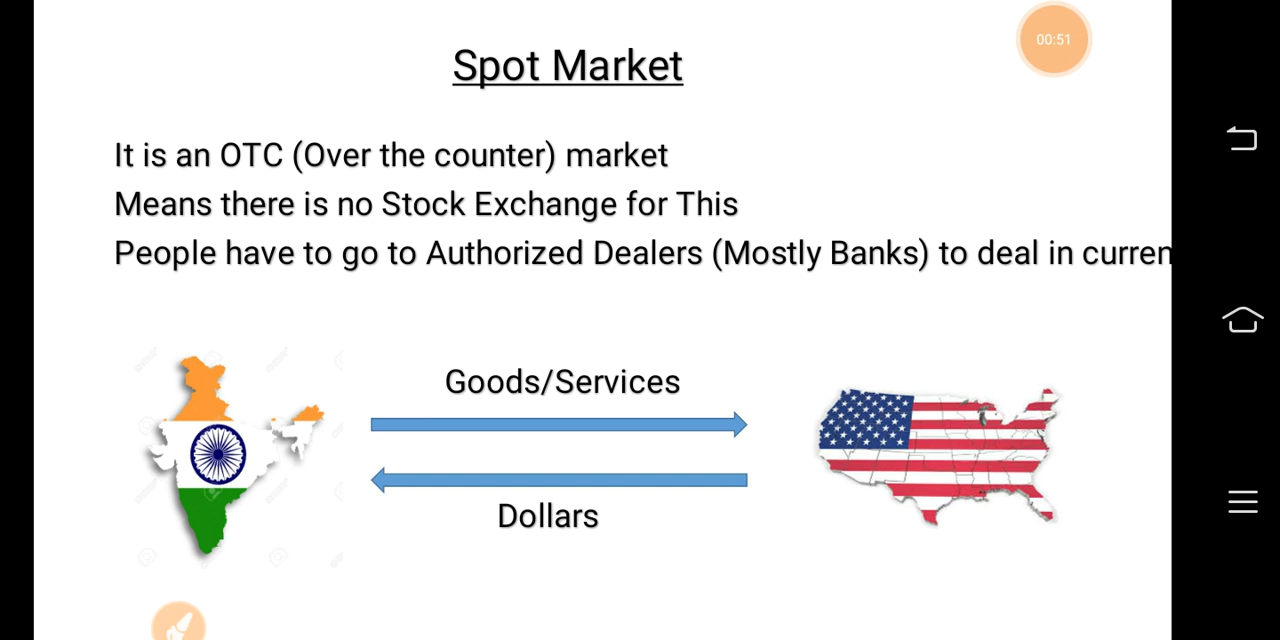 00:51
Spot Market
It is an OTC (Over the counter) market
Means there is no Stock Exchange for This
People have to go to Authorized Dealers (Mostly Banks) to deal in curren
Goods/Services
Dollars